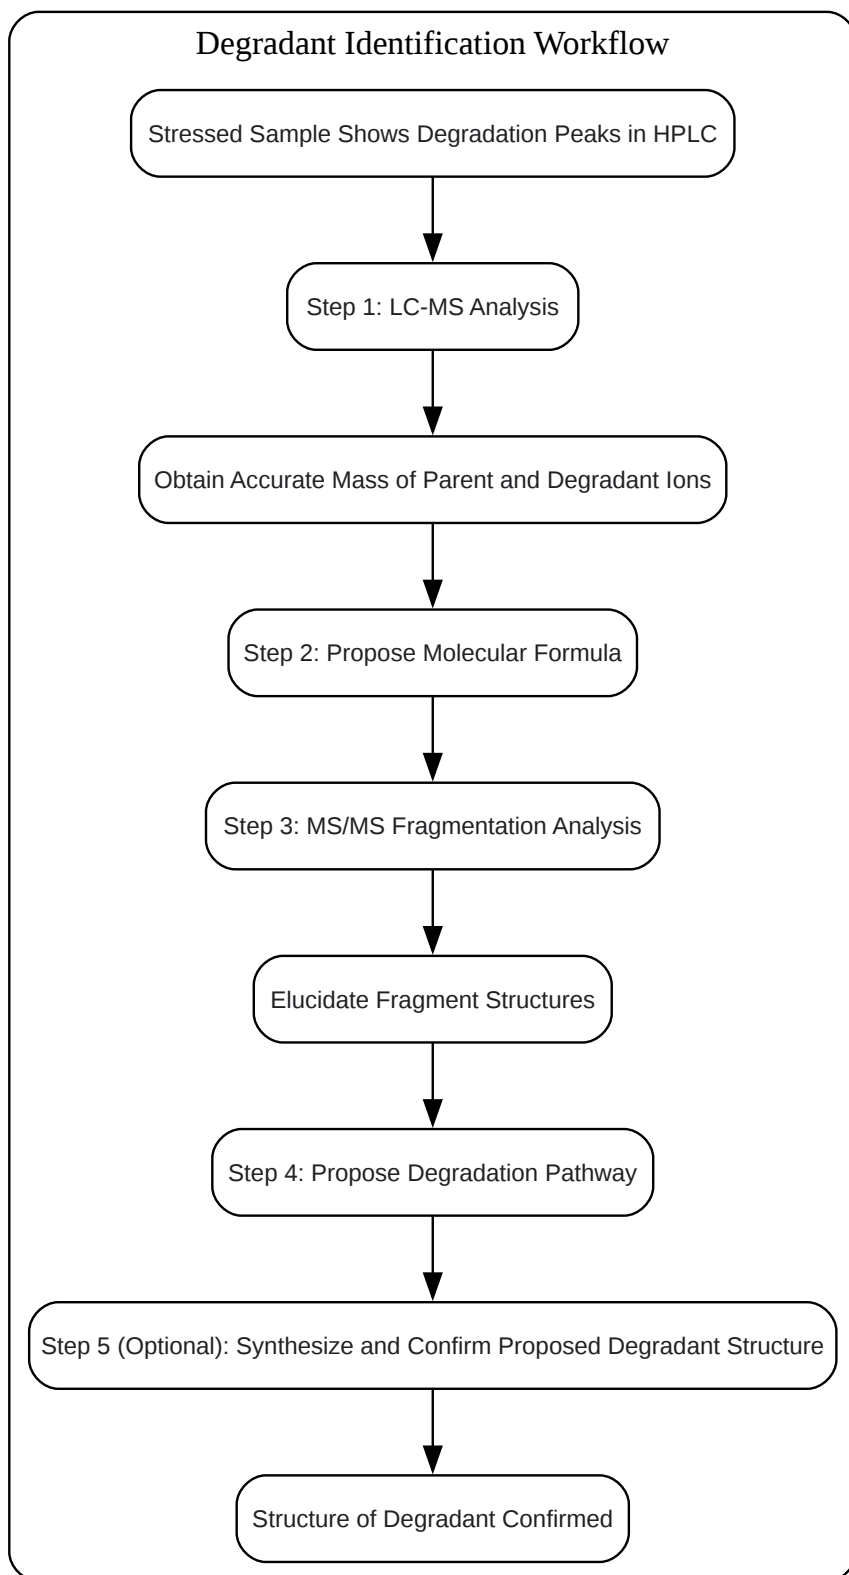 Degradant Identification Workflow
Stressed Sample Shows Degradation Peaks in HPLC
Step 1: LC-MS Analysis
Obtain Accurate Mass of Parent and Degradant Ions
Step 2: Propose Molecular Formula
Step 3: MS/MS Fragmentation Analysis
Elucidate Fragment Structures
Step 4: Propose Degradation Pathway
Step 5 (Optional): Synthesize and Confirm Proposed Degradant Structure
Structure of Degradant Confirmed